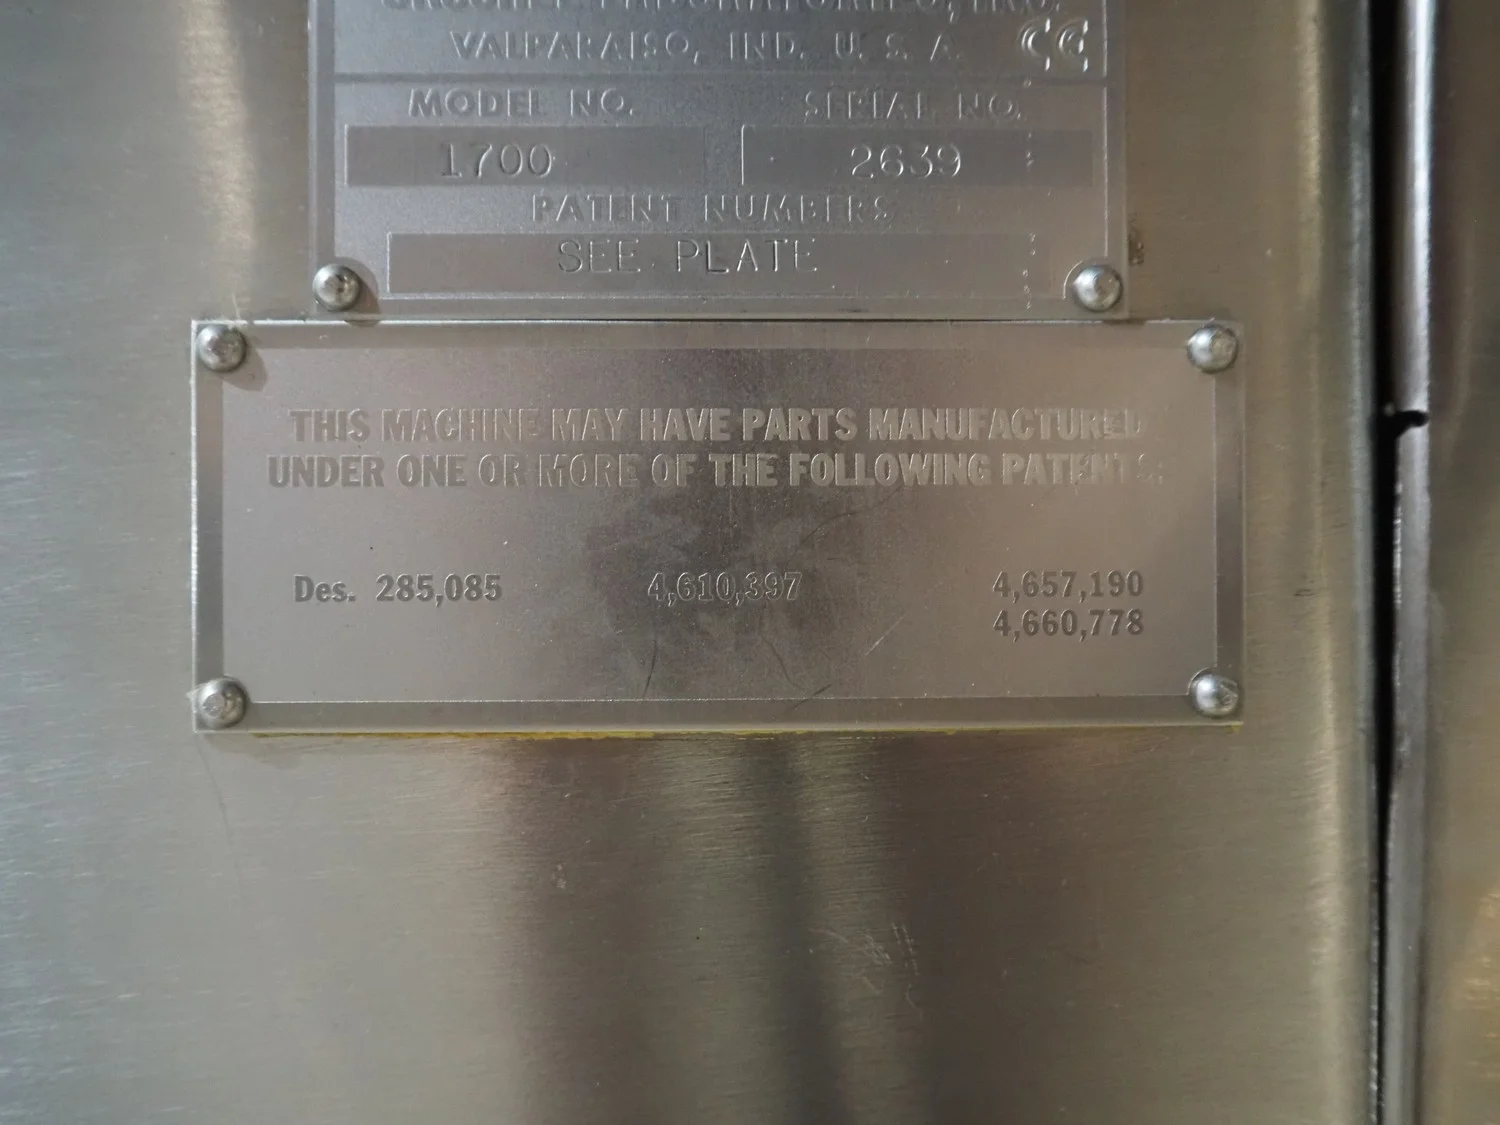 VALPARAISO, IND. U. S. A. CE
MODEL NO. SERIAL NO.
1700 2639
PATENT NUMBERS
SEE PLATE
THIS MACHINE MAY HAVE PARTS MANUFACTURED
UNDER ONE OR MORE OF THE FOLLOWING PATENTS:
Des. 285,085 4,610,397 4,657,190
4,660,778